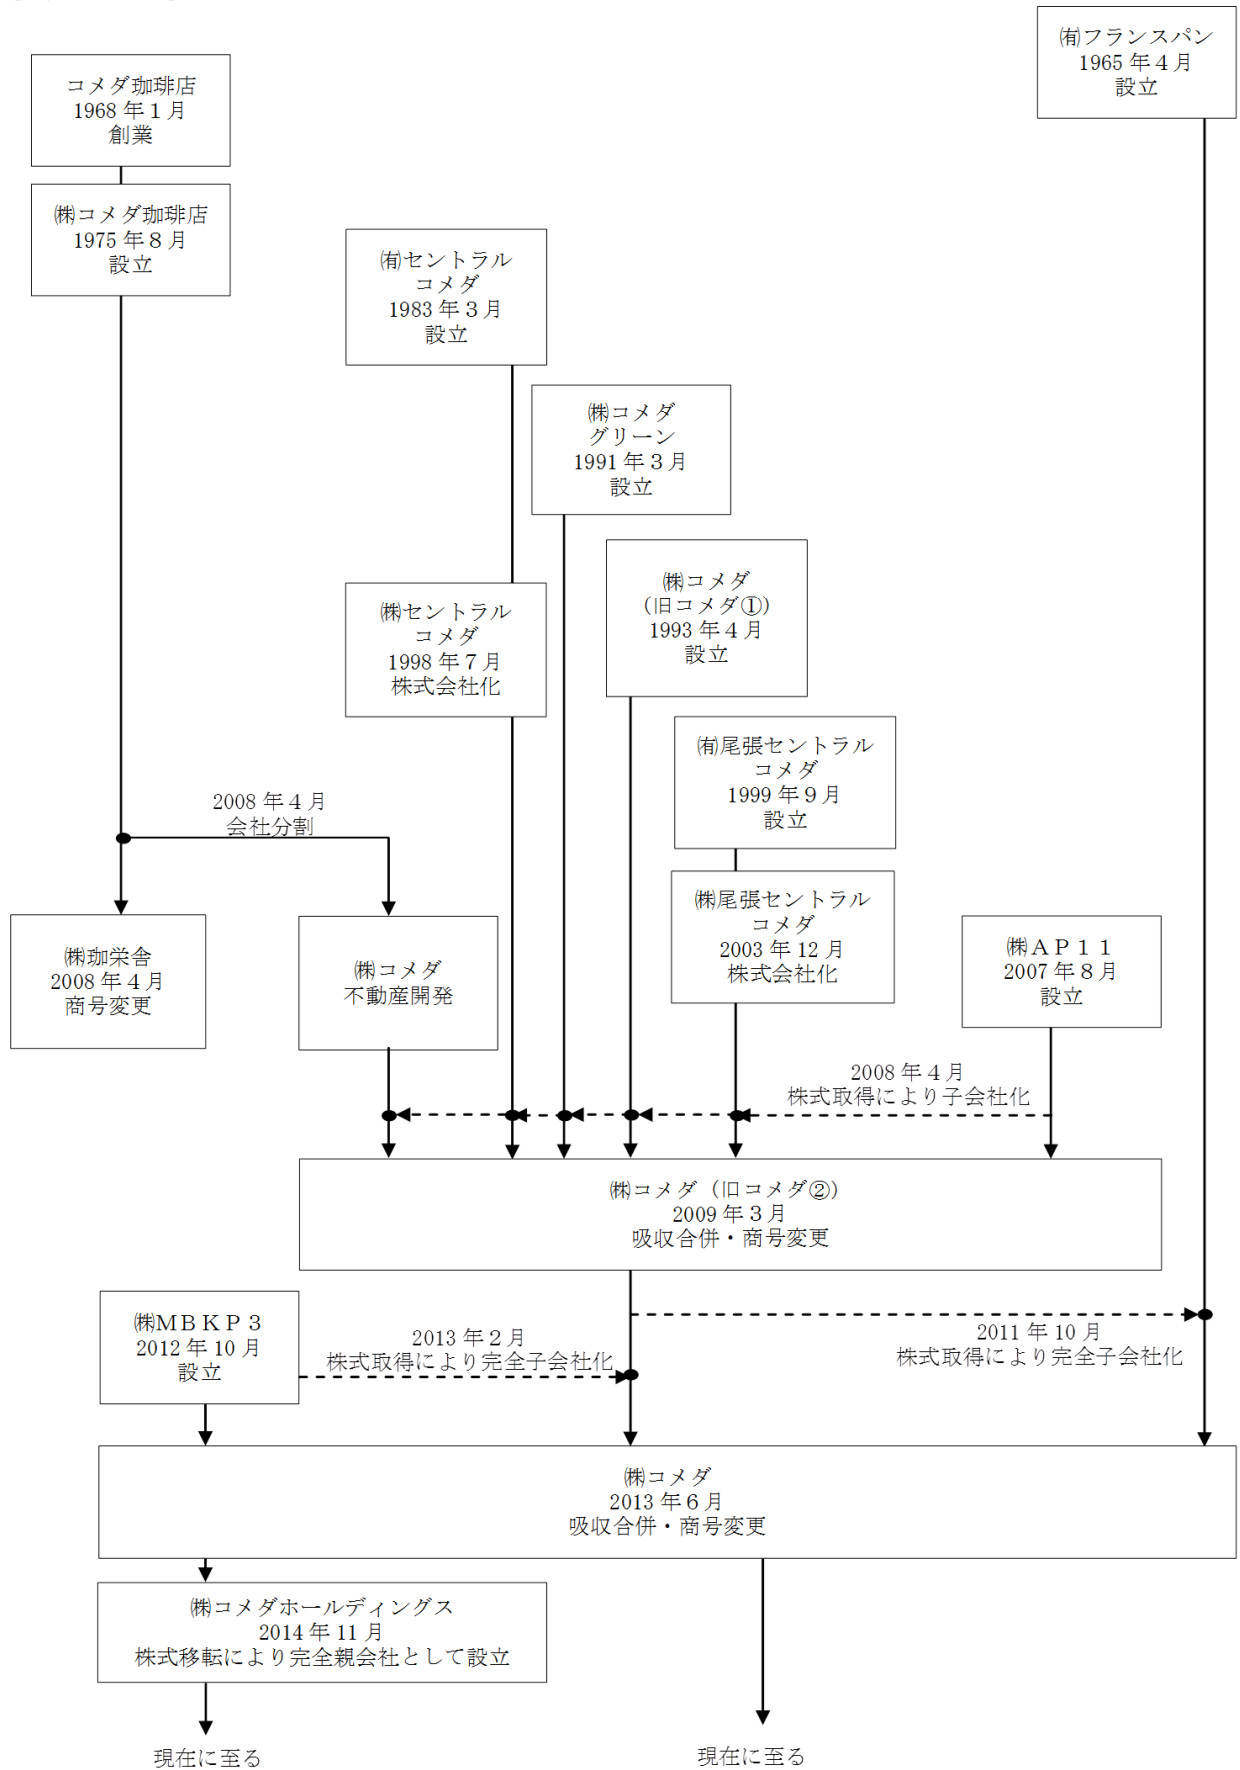 ㈲フランスパン
1965年４月
設立
コメダ珈琲店
1968年１月
創業
㈱コメダ珈琲店
1975年８月
設立
㈲セントラル
コメダ
1983年３月
設立
㈱コメダ
グリーン
1991年３月
設立
㈱コメダ
（旧コメダ①）
1993年４月
設立
㈱セントラル
コメダ
1998年７月
株式会社化
㈲尾張セントラル
コメダ
1999年９月
設立
2008年４月
会社分割
㈱尾張セントラル
コメダ
2003年12月
株式会社化
㈱珈栄舎
2008年４月
商号変更
㈱コメダ
不動産開発
㈱ＡＰ１１
2007年８月
設立
2008年４月
株式取得により子会社化
㈱コメダ（旧コメダ②）
2009年３月
吸収合併・商号変更
㈱ＭＢＫＰ３
2012年10月
設立
2013年２月
株式取得により完全子会社化
2011年10月
株式取得により完全子会社化
㈱コメダ
2013年６月
吸収合併・商号変更
㈱コメダホールディングス
2014年11月
株式移転により完全親会社として設立
現在に至る
現在に至る